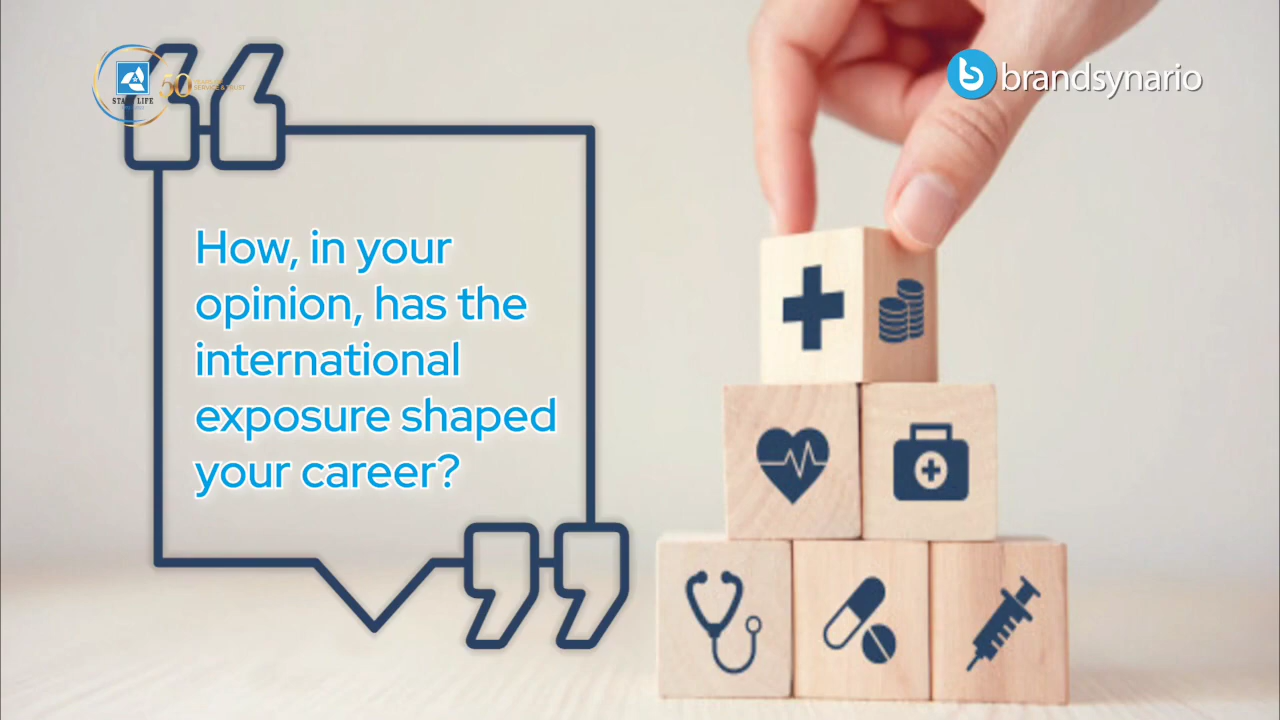 50
STATE LIFE
brandsynario
How, in your
opinion, has the
international
exposure shaped
your career?